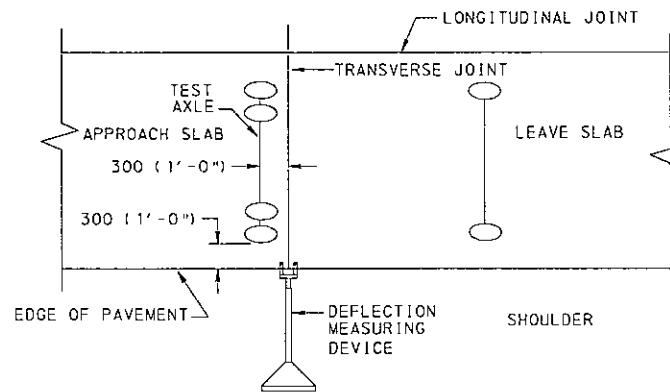 LONGITUDINAL JOINT
TRANSVERSE JOINT
TEST
AXLE
APPROACH SLAB
LEAVE SLAB
300 (1'-0")
300 (1'-0")
EDGE OF PAVEMENT
DEFLECTION
MEASURING
DEVICE
SHOULDER